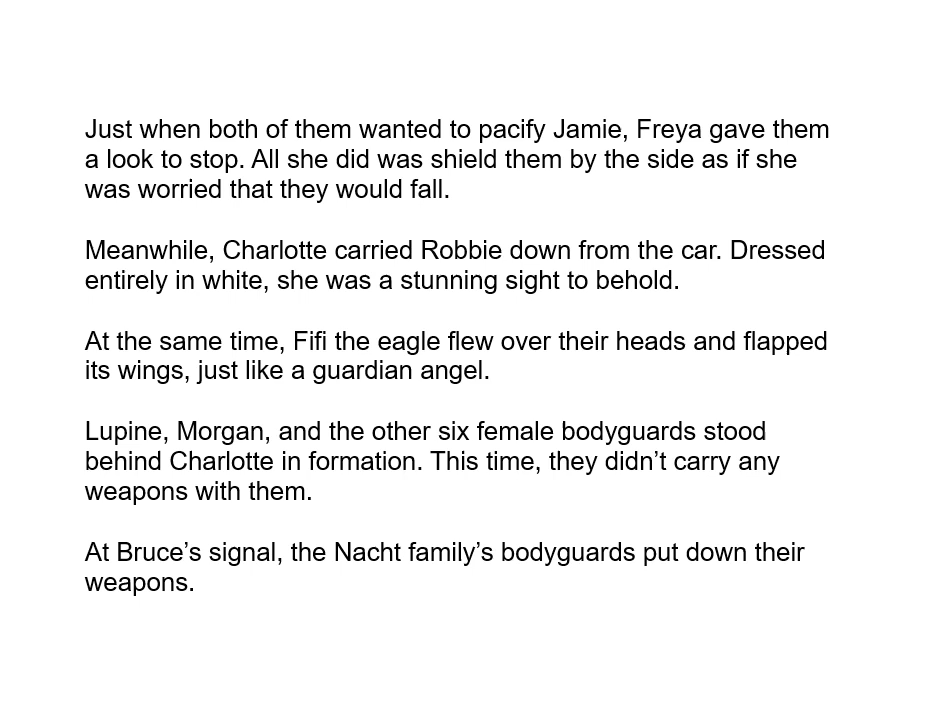 Just when both of them wanted to pacify Jamie, Freya gave them
a look to stop. All she did was shield them by the side as if she
was worried that they would fall.
Meanwhile, Charlotte carried Robbie down from the car. Dressed
entirely in white, she was a stunning sight to behold.
At the same time, Fifi the eagle flew over their heads and flapped
its wings, just like a guardian angel.
Lupine, Morgan, and the other six female bodyguards stood
behind Charlotte in formation. This time, they didn’t carry any
weapons with them.
At Bruce’s signal, the Nacht family’s bodyguards put down their
weapons.